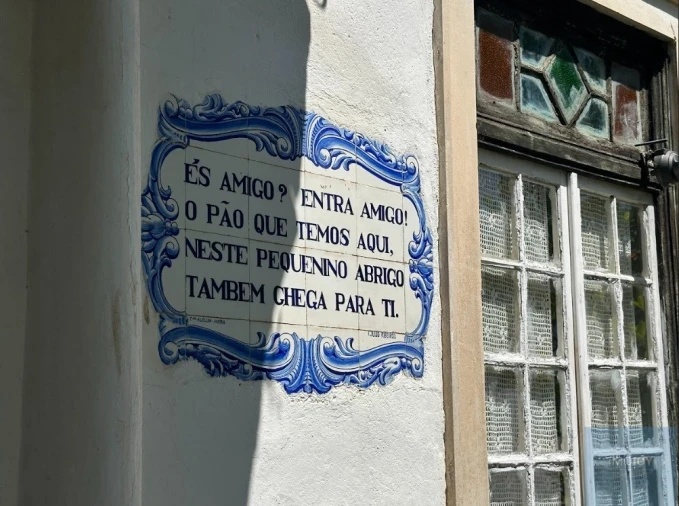 ÉS AMIGO? ENTRA AMIGO!
O PÃO QUE TEMOS AQUI,
NESTE PEQUENINO ABRIGO
TAMBEM CHEGA PARA TI.